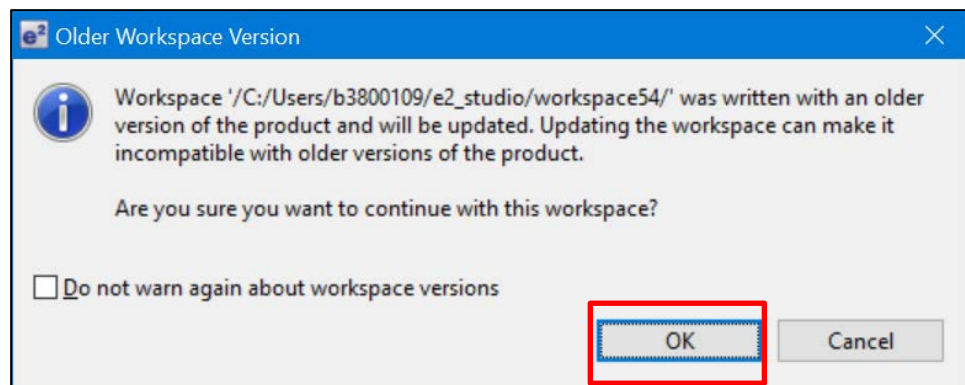 e² Older Workspace Version
Workspace '/C:/Users/b3800109/e2_studio/workspace54/' was written with an older
version of the product and will be updated. Updating the workspace can make it
incompatible with older versions of the product.
Are you sure you want to continue with this workspace?
Do not warn again about workspace versions
OK Cancel